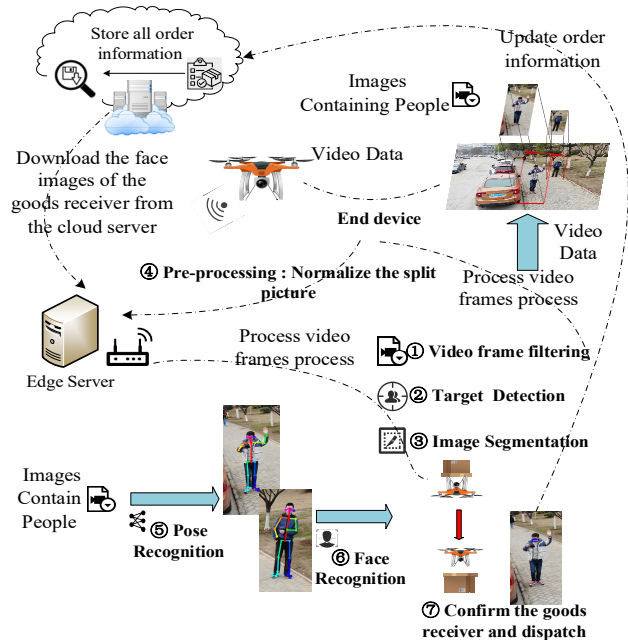 Store all order
information
Update order
information
Images
Containing People
Download the face
images of the
goods receiver from
the cloud server
Video Data
End device
Video
Data
Process video
frames process
④ Pre-processing : Normalize the split
picture
Edge Server
Process video
frames process
① Video frame filtering
② Target Detection
③ Image Segmentation
Images
Contain
People
⑤ Pose
Recognition
⑥ Face
Recognition
⑦ Confirm the goods
receiver and dispatch